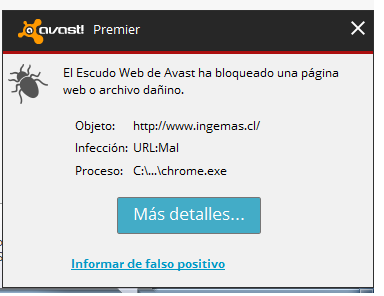 avast! Premier
El Escudo Web de Avast ha bloqueado una página
web o archivo dañino.
Objeto: http://www.ingemas.cl/
Infección: URL:Mal
Proceso: C:\...\chrome.exe
Más detalles...
Informar de falso positivo